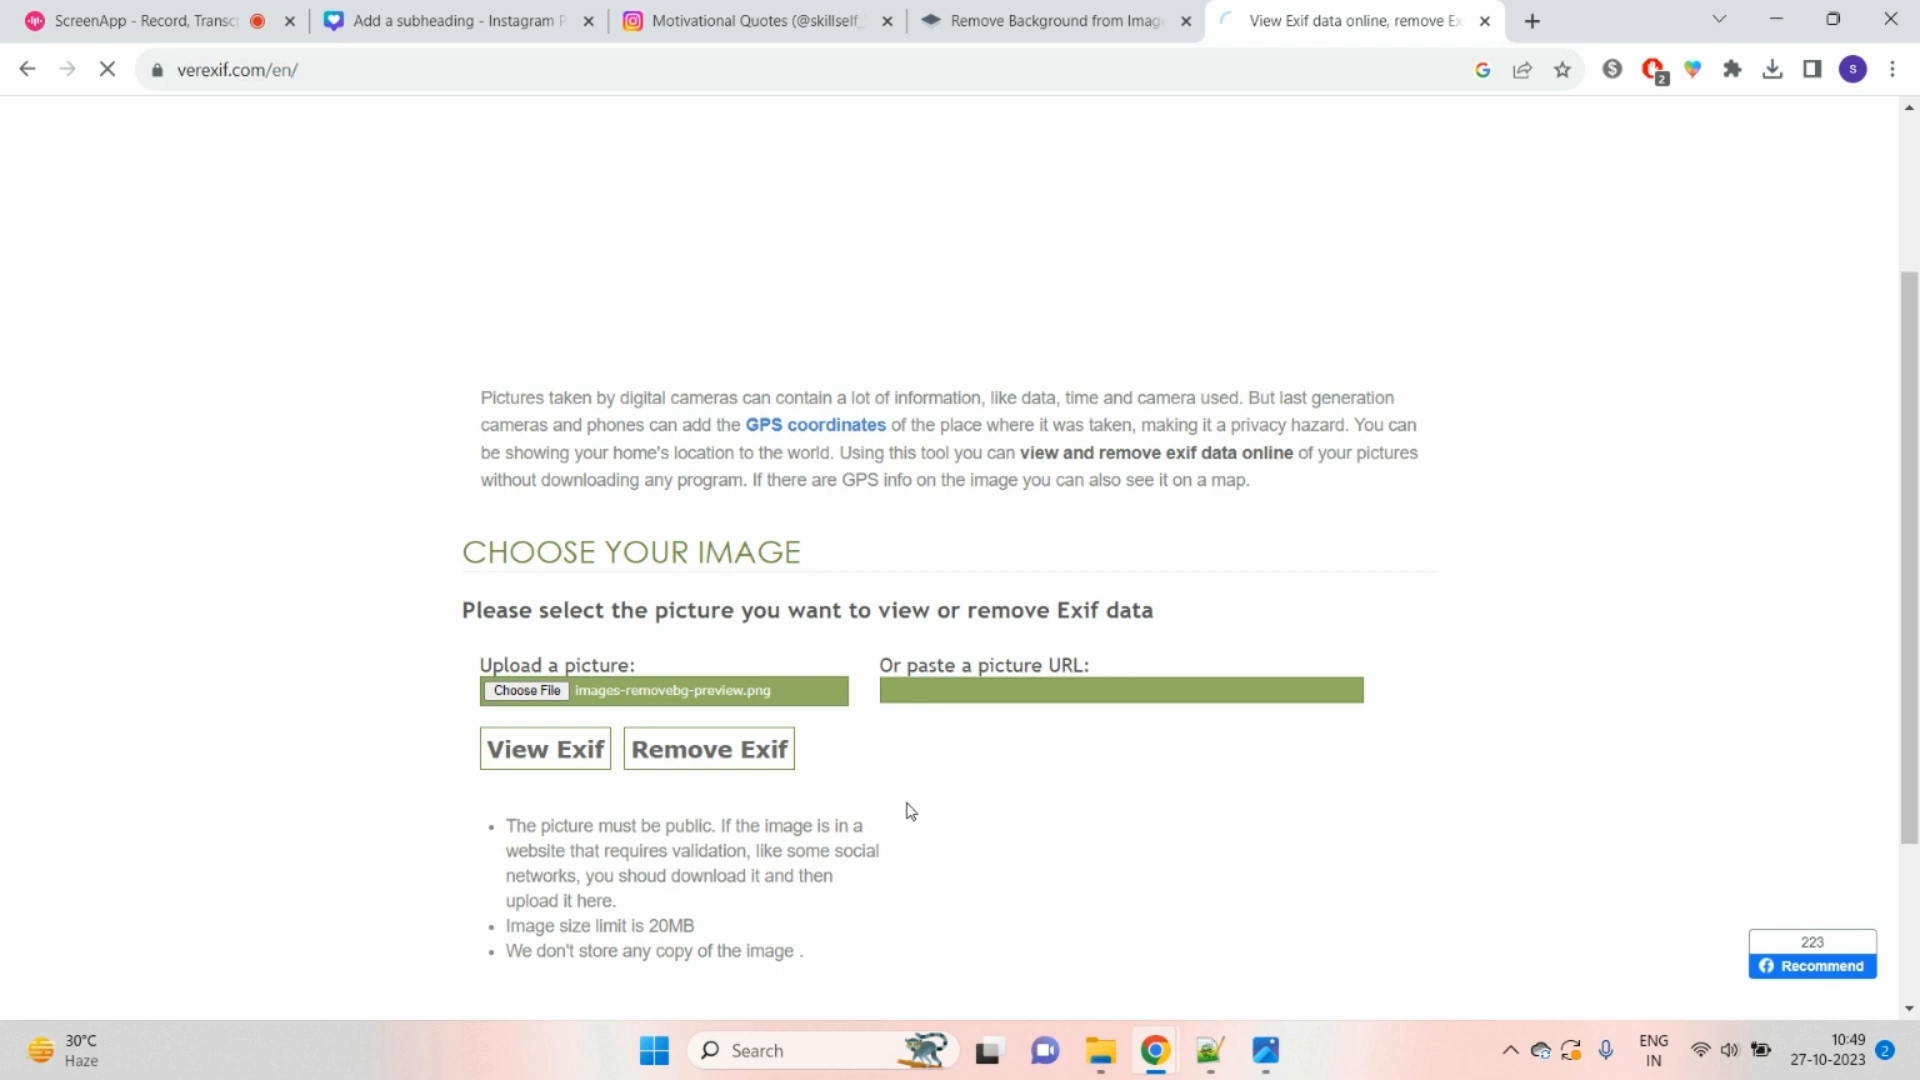 ScreenApp - Record, Transc
Add a subheading - Instagram P
Motivational Quotes (@skillself_
Remove Background from Imag
View Exif data online, remove Ex
verexif.com/en/
2
S
Pictures taken by digital cameras can contain a lot of information, like data, time and camera used. But last generation
cameras and phones can add the GPS coordinates of the place where it was taken, making it a privacy hazard. You can
be showing your home's location to the world. Using this tool you can view and remove exif data online of your pictures
without downloading any program. If there are GPS info on the image you can also see it on a map.
CHOOSE YOUR IMAGE
Please select the picture you want to view or remove Exif data
Upload a picture:
Or paste a picture URL:
Choose File images-removebg-preview.png
View Exif
Remove Exif
• The picture must be public. If the image is in a
website that requires validation, like some social
networks, you shoud download it and then
upload it here.
• Image size limit is 20MB
• We don't store any copy of the image .
223
Recommend
30°C
Haze
Search
ENG
IN
10:49
27-10-2023
2